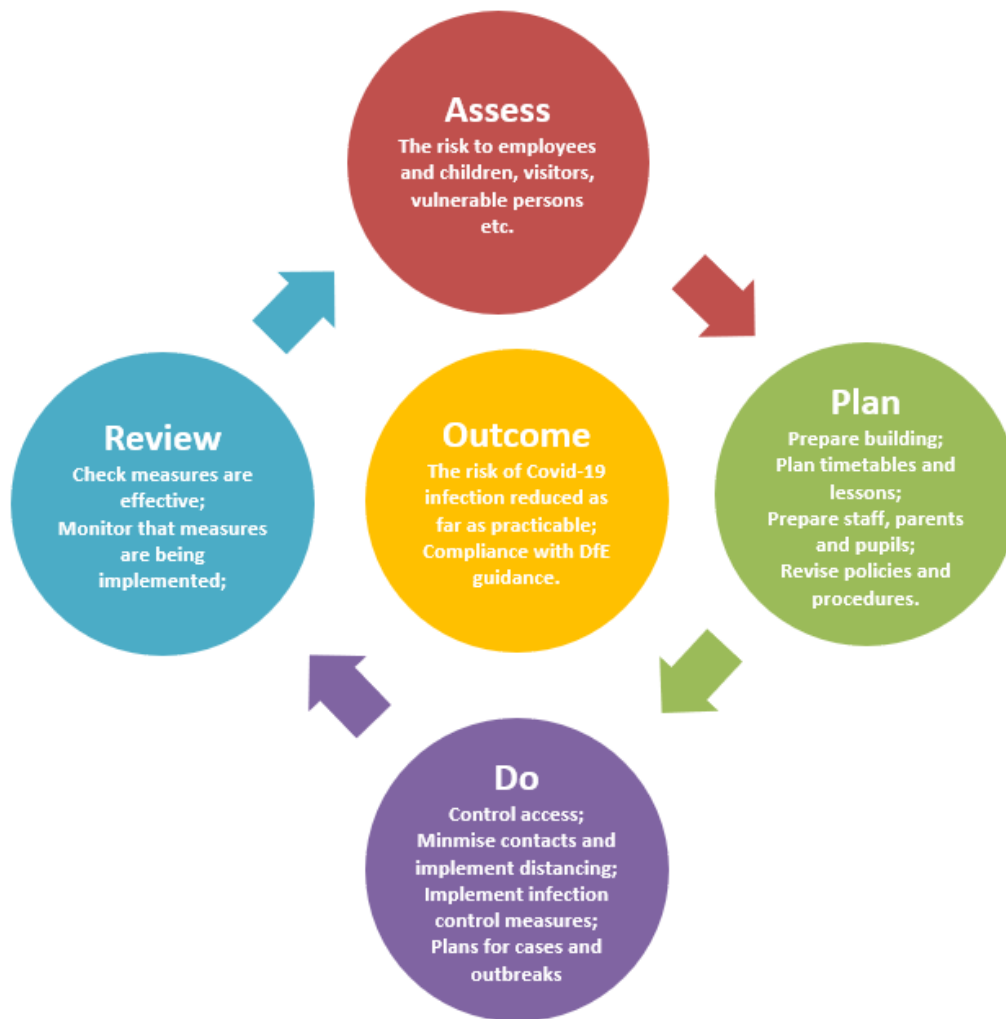 Assess
The risk to employees
and children, visitors,
vulnerable persons
etc.
Plan
Prepare building;
Plan timetables and
lessons;
Prepare staff, parents
and pupils;
Revise policies and
procedures.
Do
Control access;
Minmise contacts and
implement distancing;
Implement infection
control measures;
Plans for cases and
outbreaks
Review
Check measures are
effective;
Monitor that measures
are being
implemented;
Outcome
The risk of Covid-19
infection reduced as
far as practicable;
Compliance with DfE
guidance.